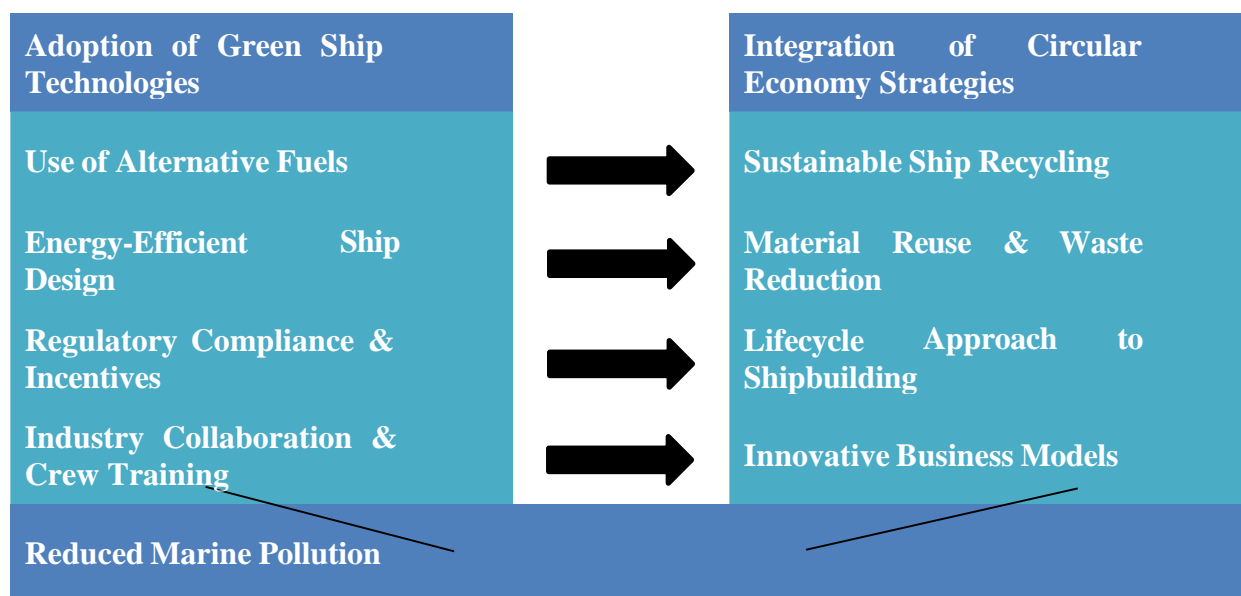 Adoption of Green Ship
Technologies
Integration of Circular
Economy Strategies
Use of Alternative Fuels
Sustainable Ship Recycling
Energy-Efficient Ship
Design
Material Reuse & Waste
Reduction
Regulatory Compliance &
Incentives
Lifecycle Approach to
Shipbuilding
Industry Collaboration &
Crew Training
Innovative Business Models
Reduced Marine Pollution